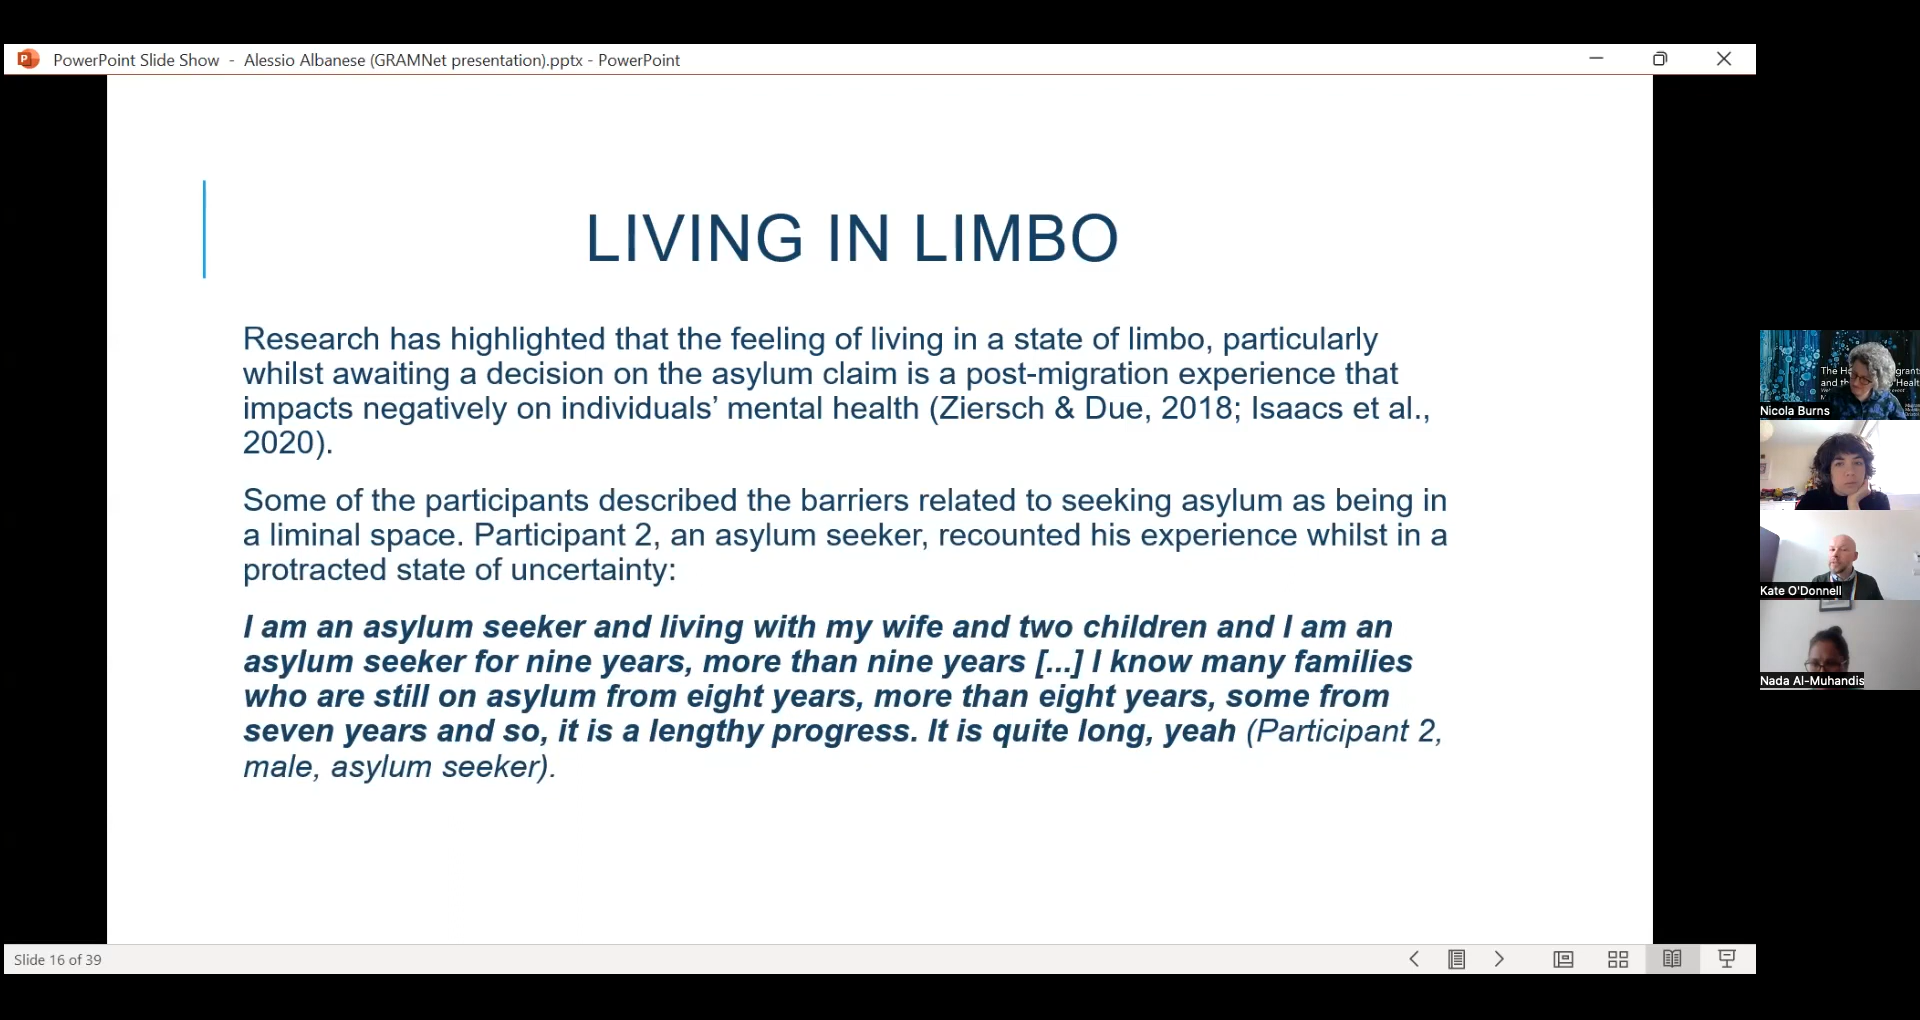 PowerPoint Slide Show - Alessio Albanese (GRAMNet presentation).pptx - PowerPoint
LIVING IN LIMBO
Research has highlighted that the feeling of living in a state of limbo, particularly
whilst awaiting a decision on the asylum claim is a post-migration experience that
impacts negatively on individuals’ mental health (Ziersch & Due, 2018; Isaacs et al.,
2020).
Some of the participants described the barriers related to seeking asylum as being in
a liminal space. Participant 2, an asylum seeker, recounted his experience whilst in a
protracted state of uncertainty:
I am an asylum seeker and living with my wife and two children and I am an
asylum seeker for nine years, more than nine years [...] I know many families
who are still on asylum from eight years, more than eight years, some from
seven years and so, it is a lengthy progress. It is quite long, yeah (Participant 2,
male, asylum seeker).
Slide 16 of 39
The
and
Nicola Burns
Kate O'Donnell
Nada Al-Muhandis